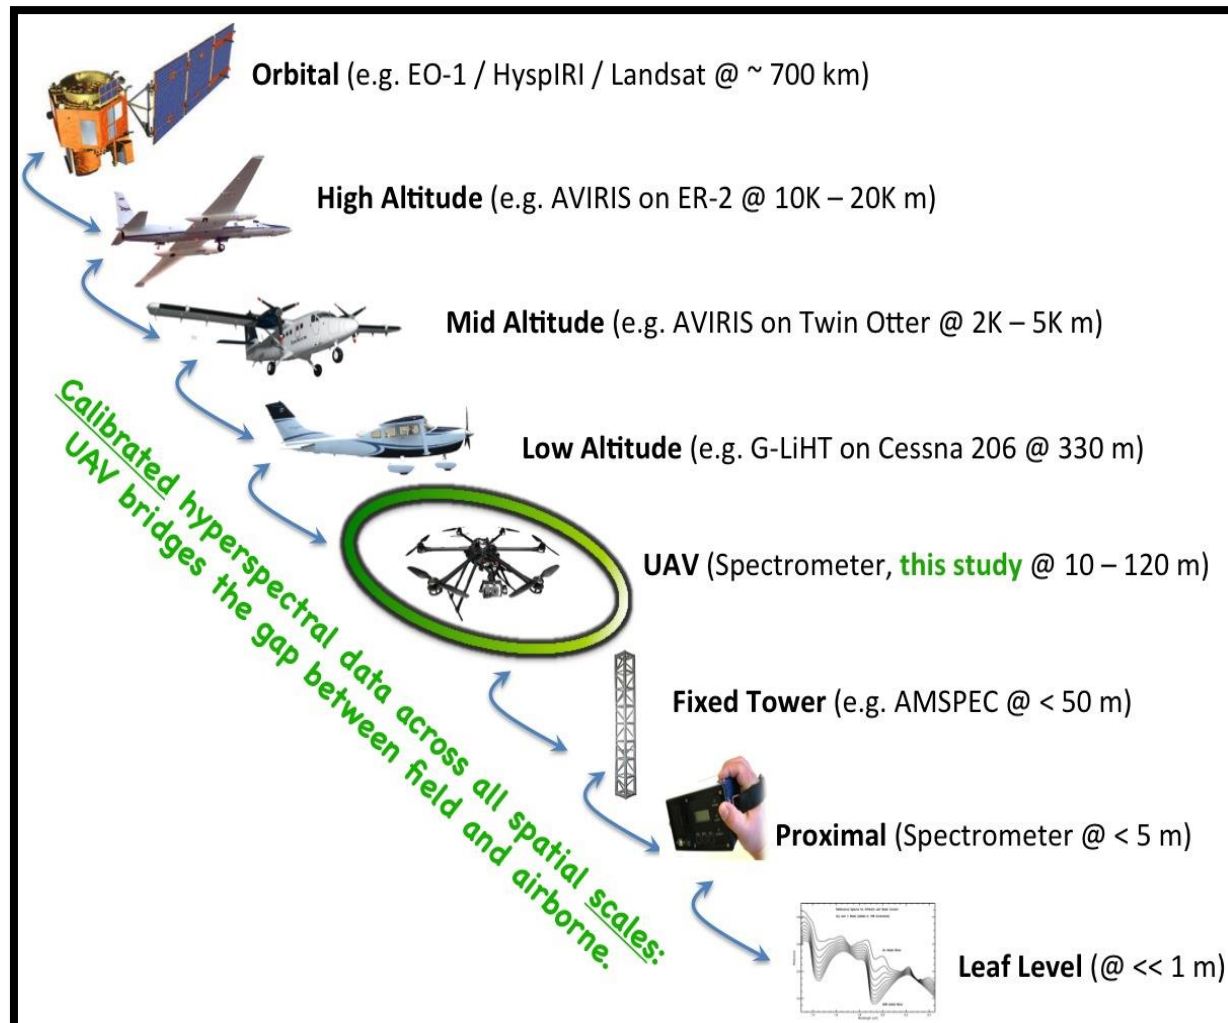 Orbital (e.g. EO-1 / HyspIRI / Landsat @ ~ 700 km)
High Altitude (e.g. AVIRIS on ER-2 @ 10K – 20K m)
Mid Altitude (e.g. AVIRIS on Twin Otter @ 2K – 5K m)
Low Altitude (e.g. G-LiHT on Cessna 206 @ 330 m)
UAV (Spectrometer, this study @ 10 – 120 m)
Fixed Tower (e.g. AMSPEC @ < 50 m)
Proximal (Spectrometer @ < 5 m)
Leaf Level (@ << 1 m)
Calibrated hyperspectral data across all spatial scales:
UAV bridges the gap between field and airborne.